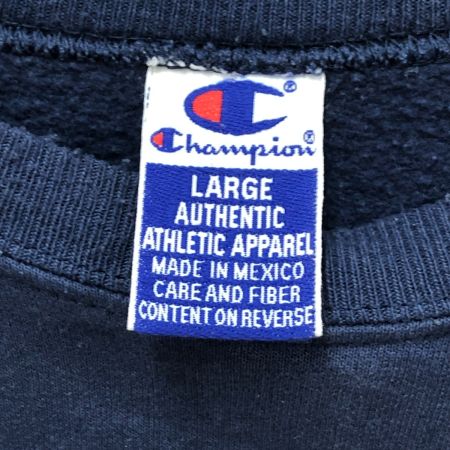 Champion
LARGE
AUTHENTIC
ATHLETIC APPAREL
MADE IN MEXICO
CARE AND FIBER
CONTENT ON REVERSE